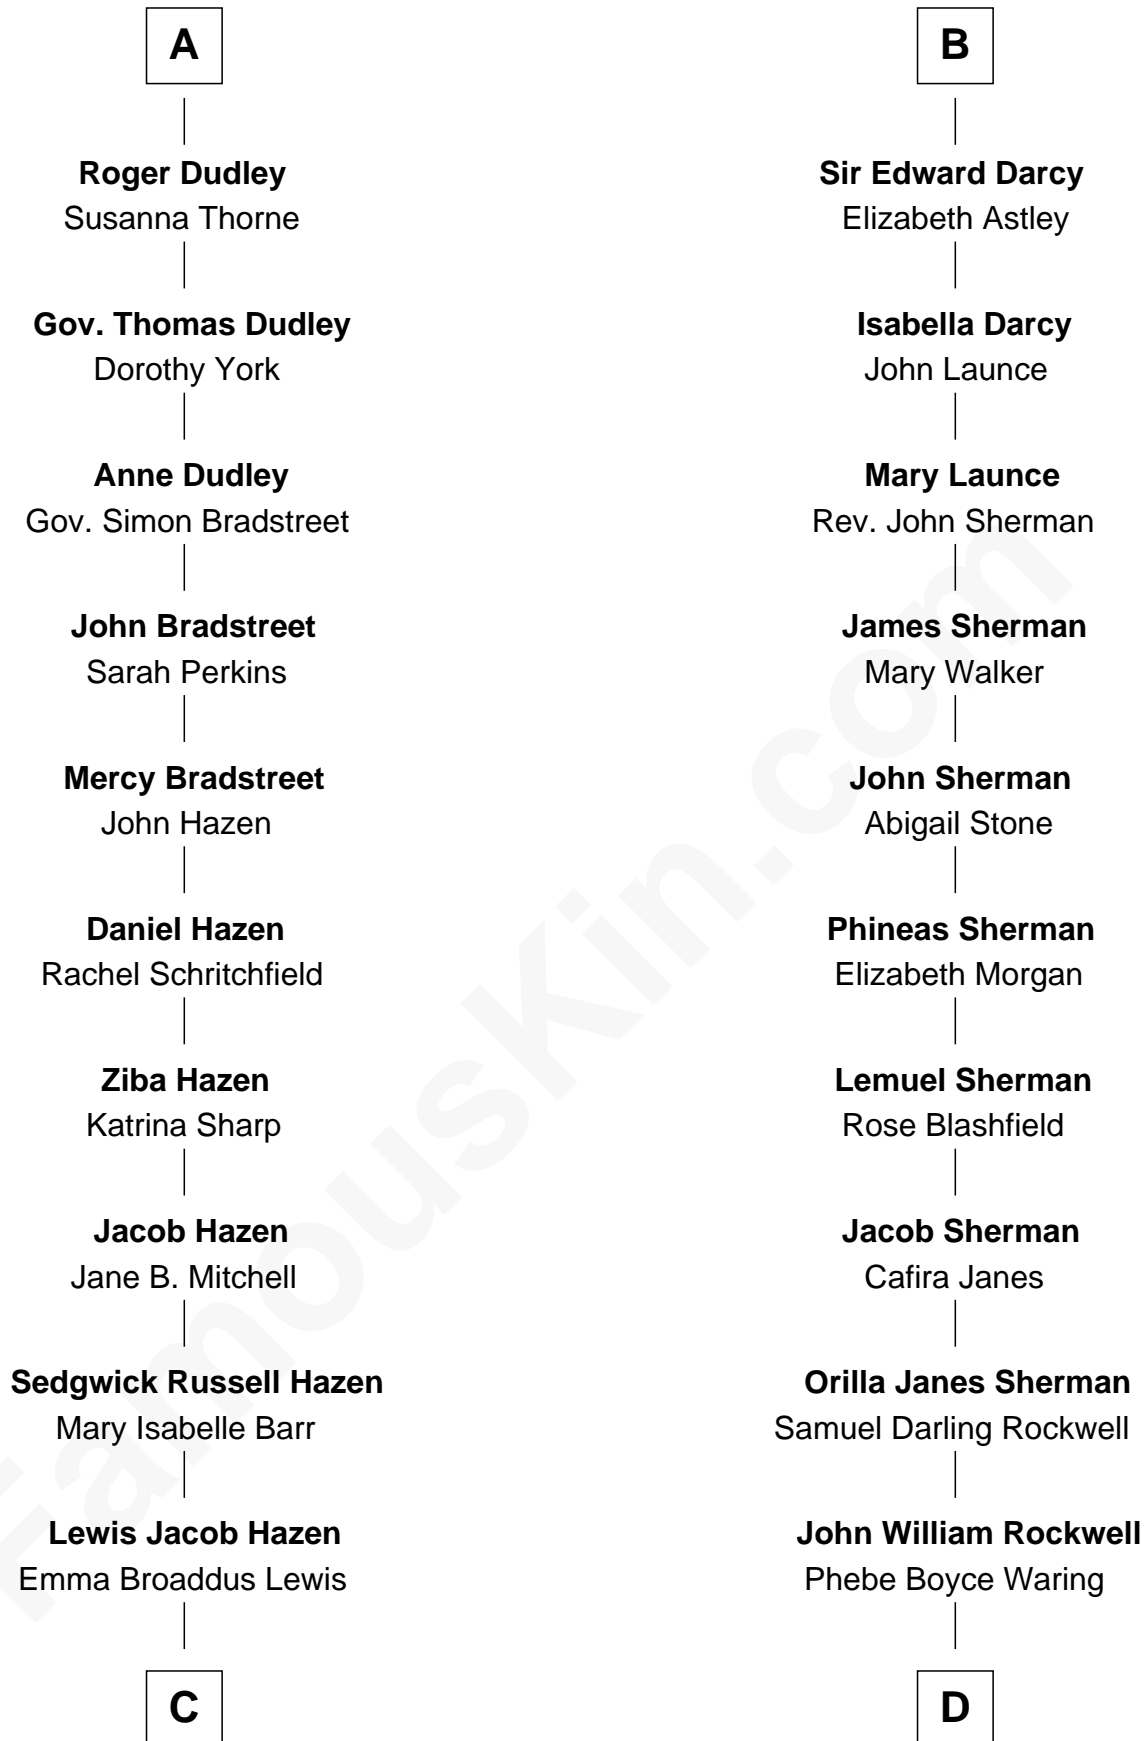 A
Roger Dudley
Susanna Thorne
Gov. Thomas Dudley
Dorothy York
Anne Dudley
Gov. Simon Bradstreet
John Bradstreet
Sarah Perkins
Mercy Bradstreet
John Hazen
Daniel Hazen
Rachel Schritchfield
Ziba Hazen
Katrina Sharp
Jacob Hazen
Jane B. Mitchell
Sedgwick Russell Hazen
Mary Isabelle Barr
Lewis Jacob Hazen
Emma Broaddus Lewis
C
B
Sir Edward Darcy
Elizabeth Astley
Isabella Darcy
John Launce
Mary Launce
Rev. John Sherman
James Sherman
Mary Walker
John Sherman
Abigail Stone
Phineas Sherman
Elizabeth Morgan
Lemuel Sherman
Rose Blashfield
Jacob Sherman
Cafira Janes
Orilla Janes Sherman
Samuel Darling Rockwell
John William Rockwell
Phebe Boyce Waring
D
FamousKin.com